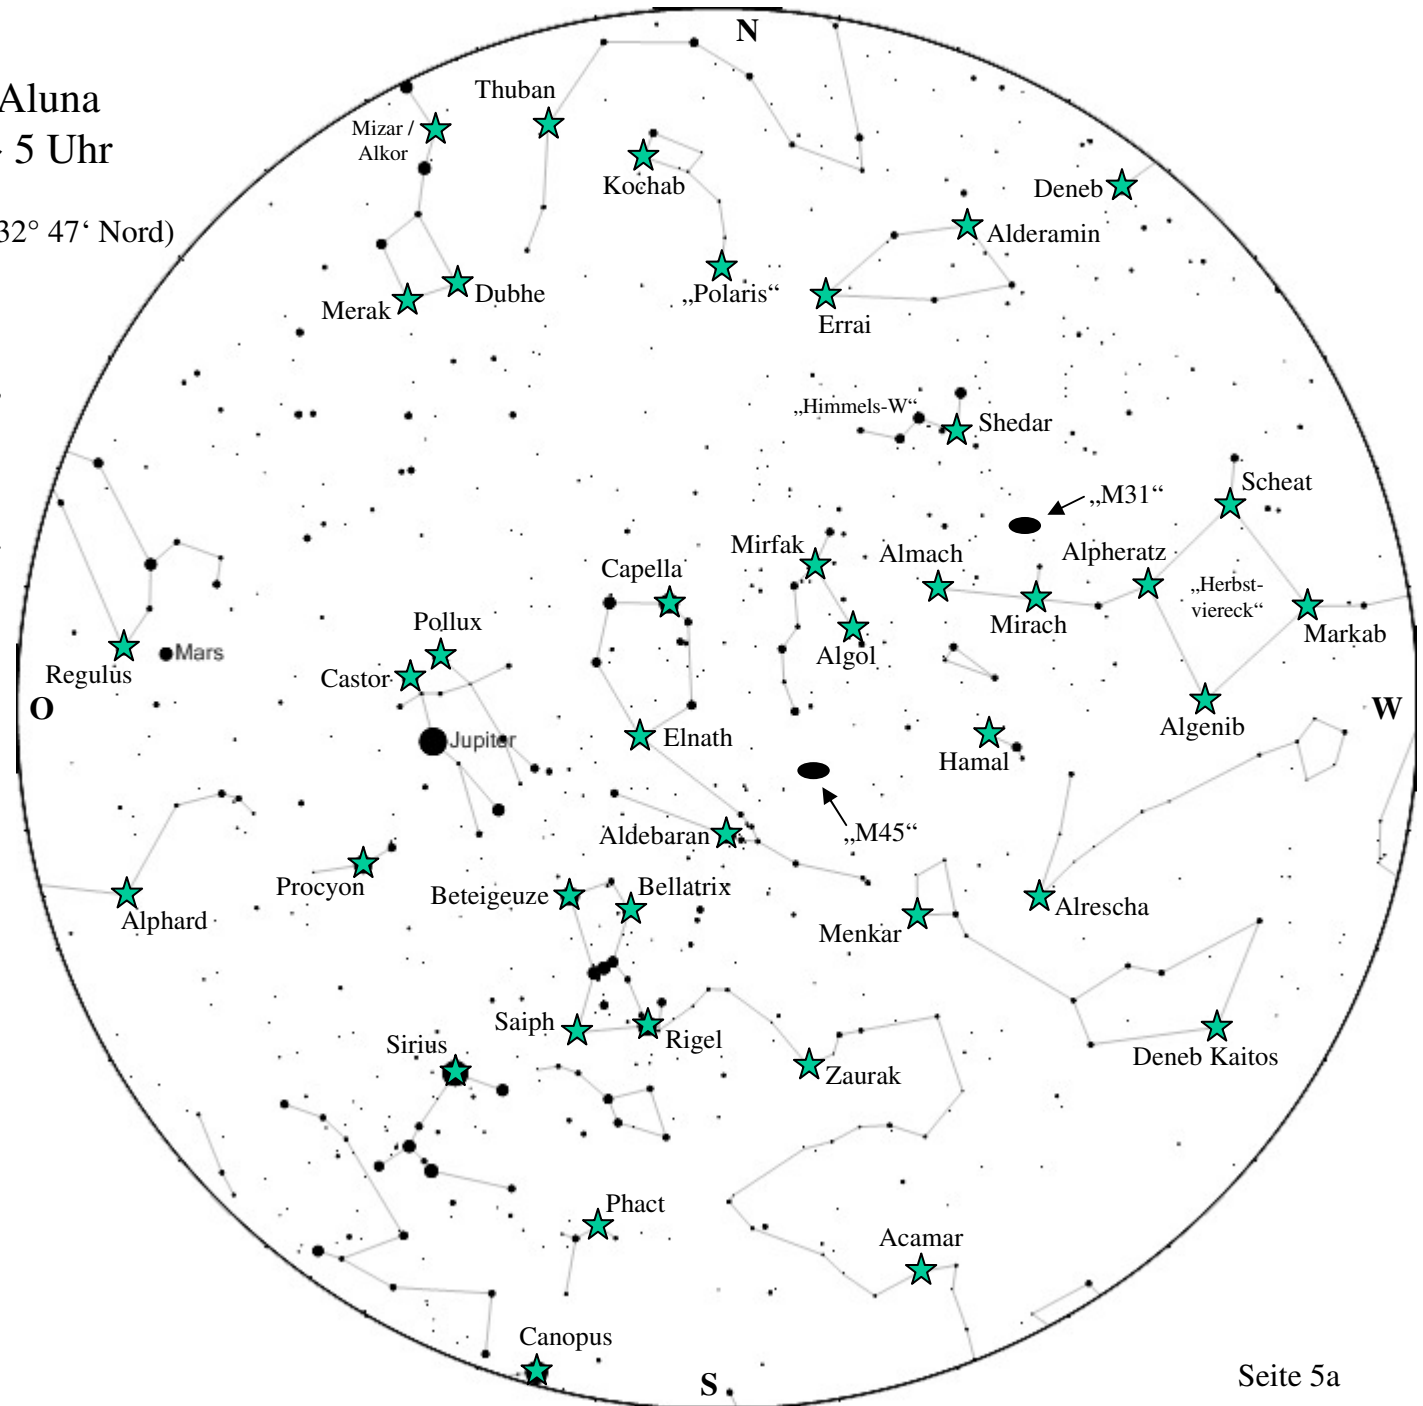 N
Aluna
5 Uhr
32° 47‘ Nord)
Thuban
Mizar /
Alkor
Kochab
Deneb
Alderamin
„Polaris“
Dubhe
Merak
Errai
„Himmels-W“
Shedar
Scheat
„M31“
Mirfak
Almach
Alpheratz
Capella
„Herbst-
viereck“
Pollux
Mirach
Markab
Mars
Algol
Regulus
Castor
O
W
Algenib
Elnath
Jupiter
Hamal
Aldebaran
„M45“
Procyon
Beteigeuze
Bellatrix
Alrescha
Alphard
Menkar
Saiph
Rigel
Sirius
Deneb Kaitos
Zaurak
Phact
Acamar
Canopus
S
Seite 5a